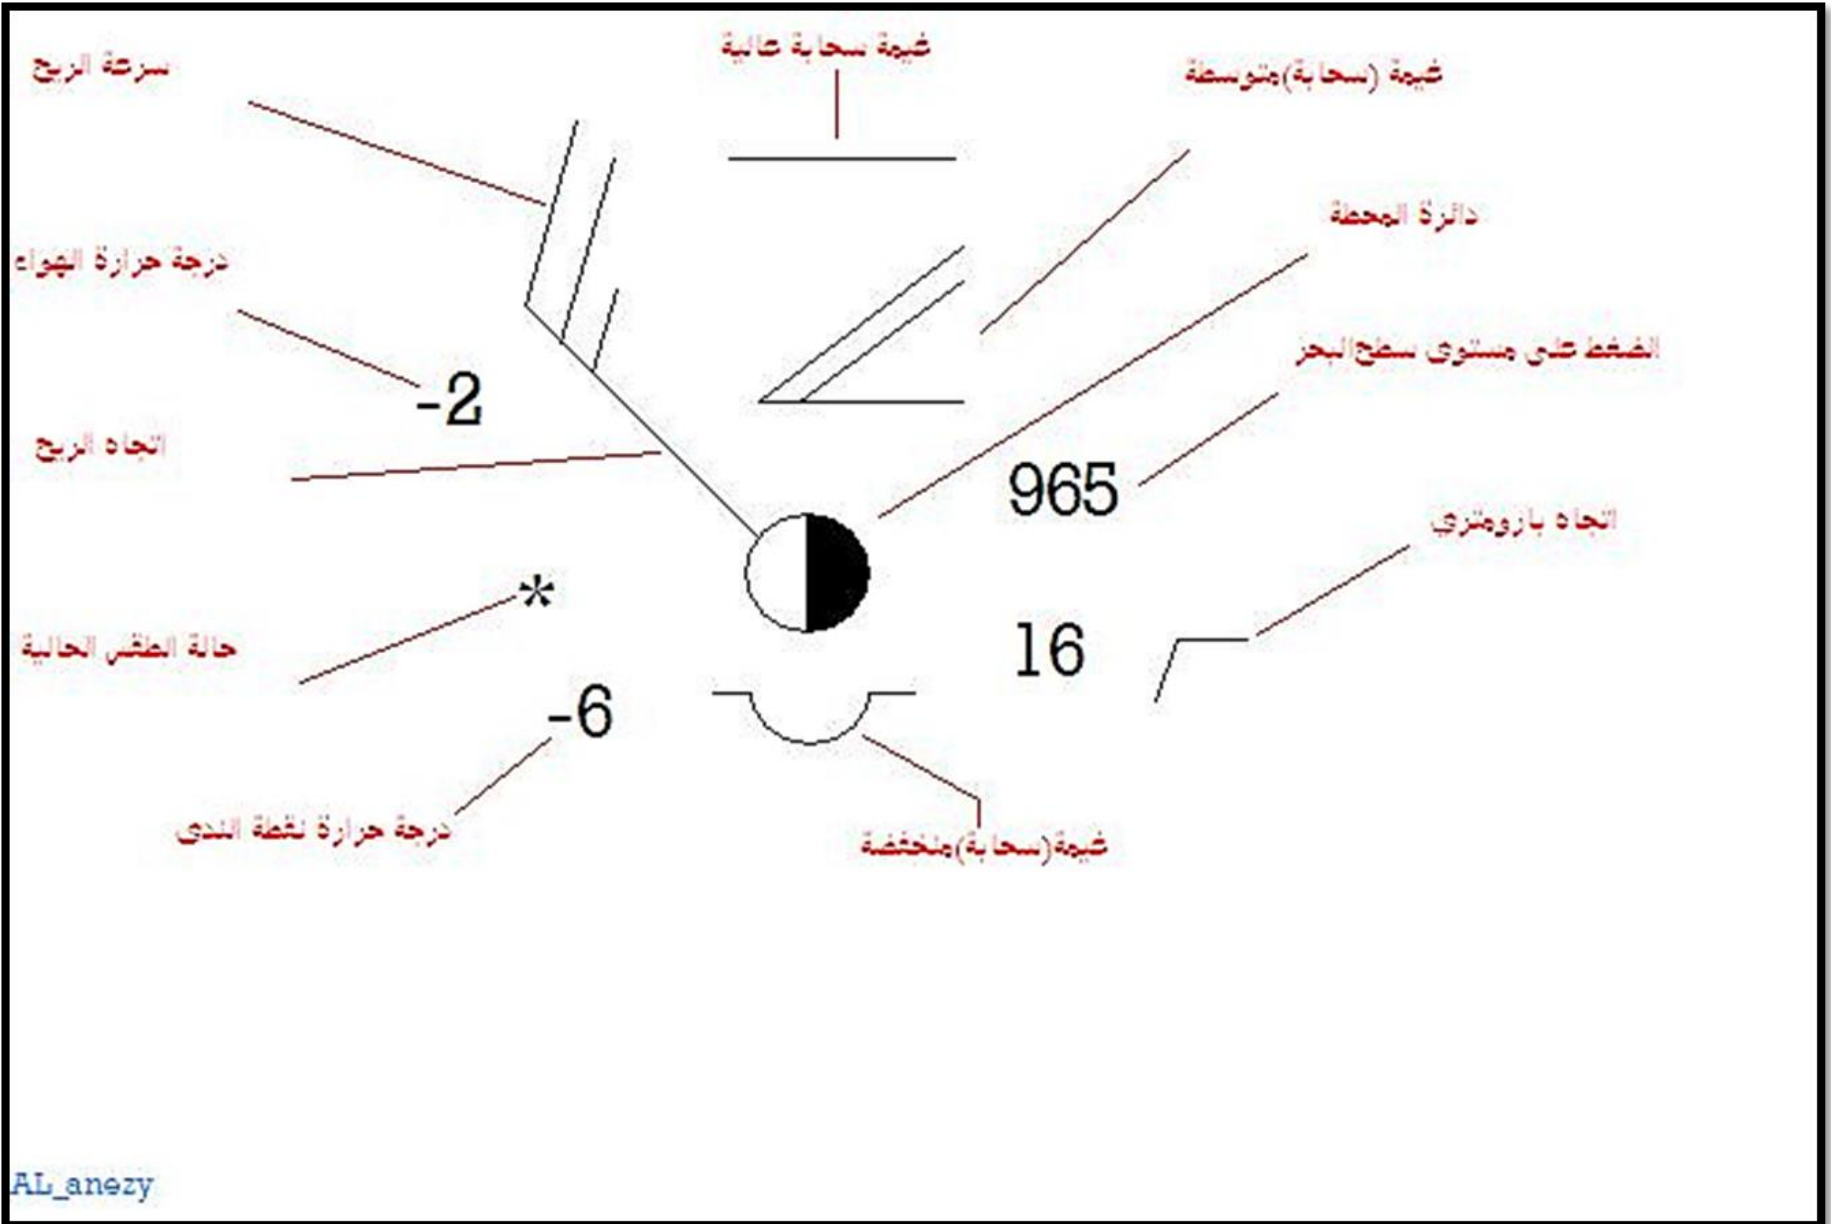 غيمة سحابة عالية
سرعة الريح
غيمة (سحابة)متوسطة
دائرة المحطة
درجة حرارة الهواء
الضغط على مستوى سطح البحر
-2
اتجاه الريح
965
اتجاه بارومتري
*
حالة الطقس الحالية
16
-6
درجة حرارة نقطة الندى
غيمة(سحابة)منخفضة
AL_anezy